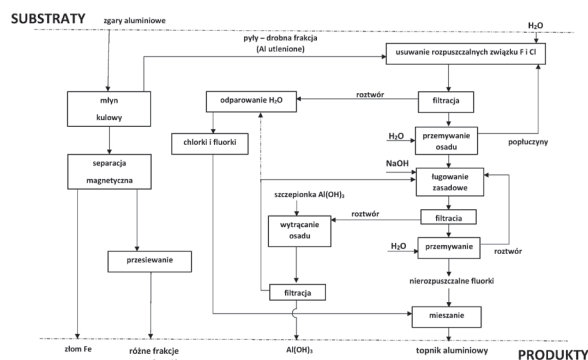 SUBSTRATY
zgary aluminiowe
H₂O
pyły – drobna frakcja
(Al utlenione)
usuwanie rozpuszczalnych związku F i Cl
młyn
kulowy
odparowanie H₂O
roztwór
filtracja
chlorki i fluorki
H₂O
przemywanie
osadu
popłuczyny
separacja
magnetyczna
NaOH
ługowanie
zasadowe
szczepionka Al(OH)₃
wytrącanie
osadu
roztwór
filtracia
H₂O
przemywanie
roztwór
przesiewanie
nierozpuszczalne fluorki
filtracja
mieszanie
złom Fe
różne frakcje
Al(OH)₃
topnik aluminiowy
PRODUKTY